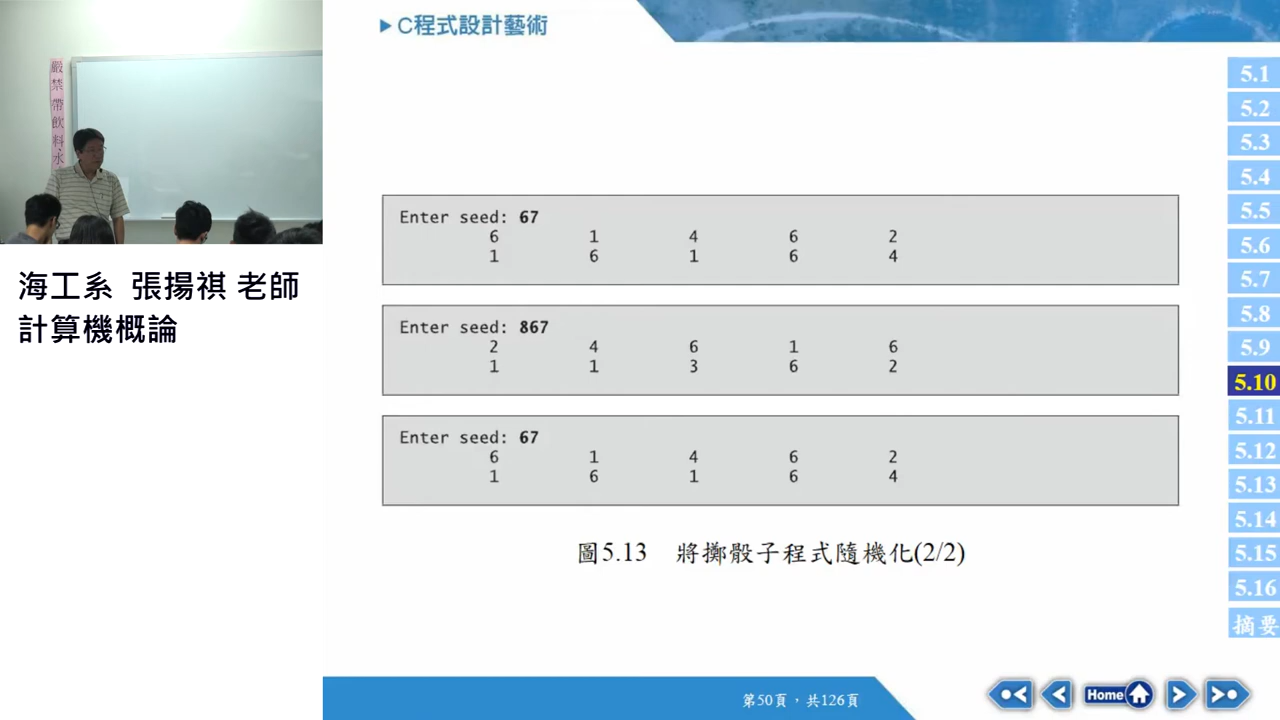 C程式設計藝術
嚴禁帶飲料
海工系 張揚祺 老師
計算機概論
Enter seed: 67
6 1 4 6 2
1 6 1 6 4
Enter seed: 867
2 4 6 1 6
1 1 3 6 2
Enter seed: 67
6 1 4 6 2
1 6 1 6 4
圖5.13 將擲骰子程式隨機化(2/2)
5.1
5.2
5.3
5.4
5.5
5.6
5.7
5.8
5.9
5.10
5.11
5.12
5.13
5.14
5.15
5.16
摘要
第50頁，共126頁
Home